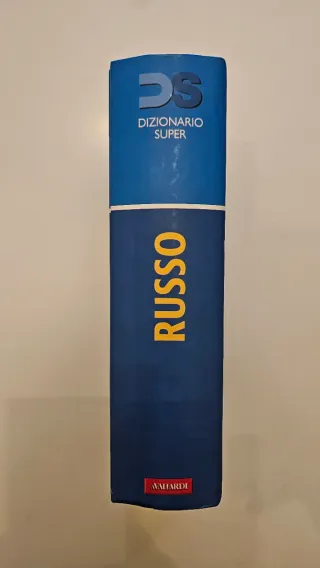 DS
DIZIONARIO
SUPER
RUSSO
A.VALLARDI